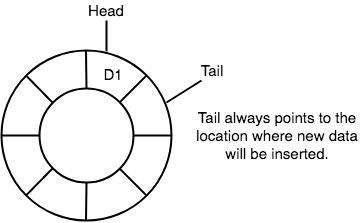 Head
D1
Tail
Tail always points to the
location where new data
will be inserted.